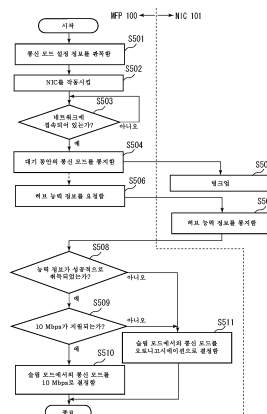 MFP 100
NIC 101
시작
S501
통신 모드 설정 정보를 판독함
S502
NIC를 작동시킴
S503
네트워크에
접속되어 있는가?
아니오
예
S504
대기 동안의 통신 모드를 통지함
S50
링크업
S506
허브 능력 정보를 요청함
S50
허브 능력 정보를 통지함
S508
능력 정보가 성공적으로
취득되었는가?
아니오
예
S509
10 Mbps가 지원되는가?
아니오
예
S510
S511
슬립 모드에서의 통신 모드를
10 Mbps로 결정함
슬립 모드에서의 통신 모드를
오토니고시에이션으로 결정함
종료